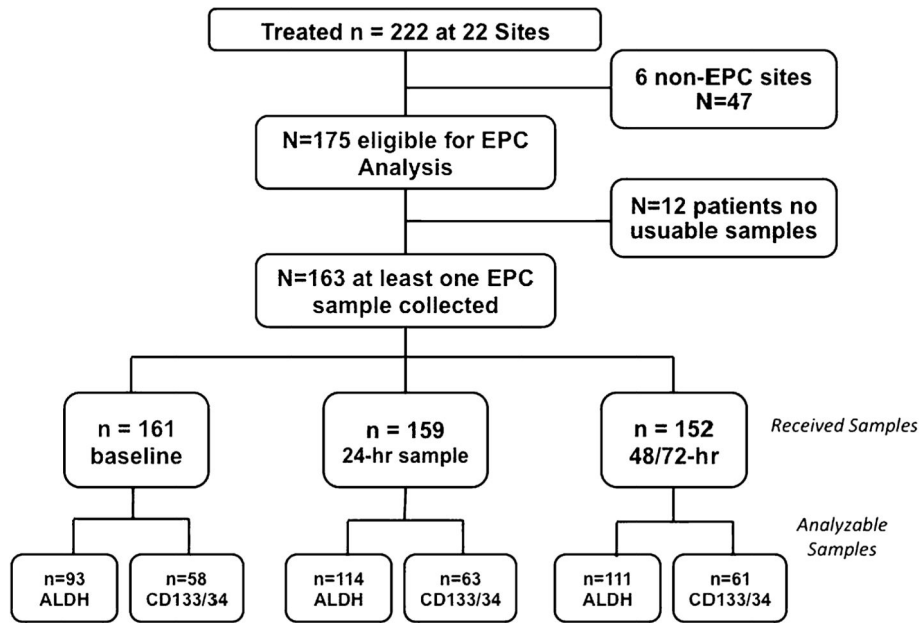 Treated n = 222 at 22 Sites
6 non-EPC sites
N=47
N=175 eligible for EPC
Analysis
N=12 patients no
usuable samples
N=163 at least one EPC
sample collected
n = 161
baseline
n = 159
24-hr sample
n = 152
48/72-hr
Received Samples
Analyzable
Samples
n=93
ALDH
n=58
CD133/34
n=114
ALDH
n=63
CD133/34
n=111
ALDH
n=61
CD133/34